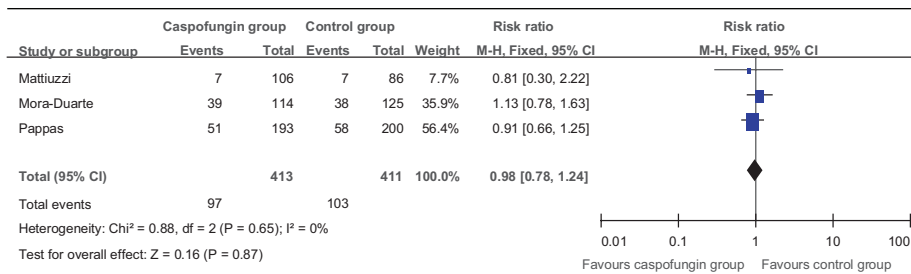 Caspofungin group Control group Risk ratio Risk ratio
Study or subgroup Events Total Events Total Weight M-H, Fixed, 95% CI M-H, Fixed, 95% CI
Mattiuzzi 7 106 7 86 7.7% 0.81 [0.30, 2.22]
Mora-Duarte 39 114 38 125 35.9% 1.13 [0.78, 1.63]
Pappas 51 193 58 200 56.4% 0.91 [0.66, 1.25]
Total (95% CI) 413 411 100.0% 0.98 [0.78, 1.24]
Total events 97 103
Heterogeneity: Chi² = 0.88, df = 2 (P = 0.65); I² = 0%
Test for overall effect: Z = 0.16 (P = 0.87)
0.01 0.1 1 10 100
Favours caspofungin group Favours control group